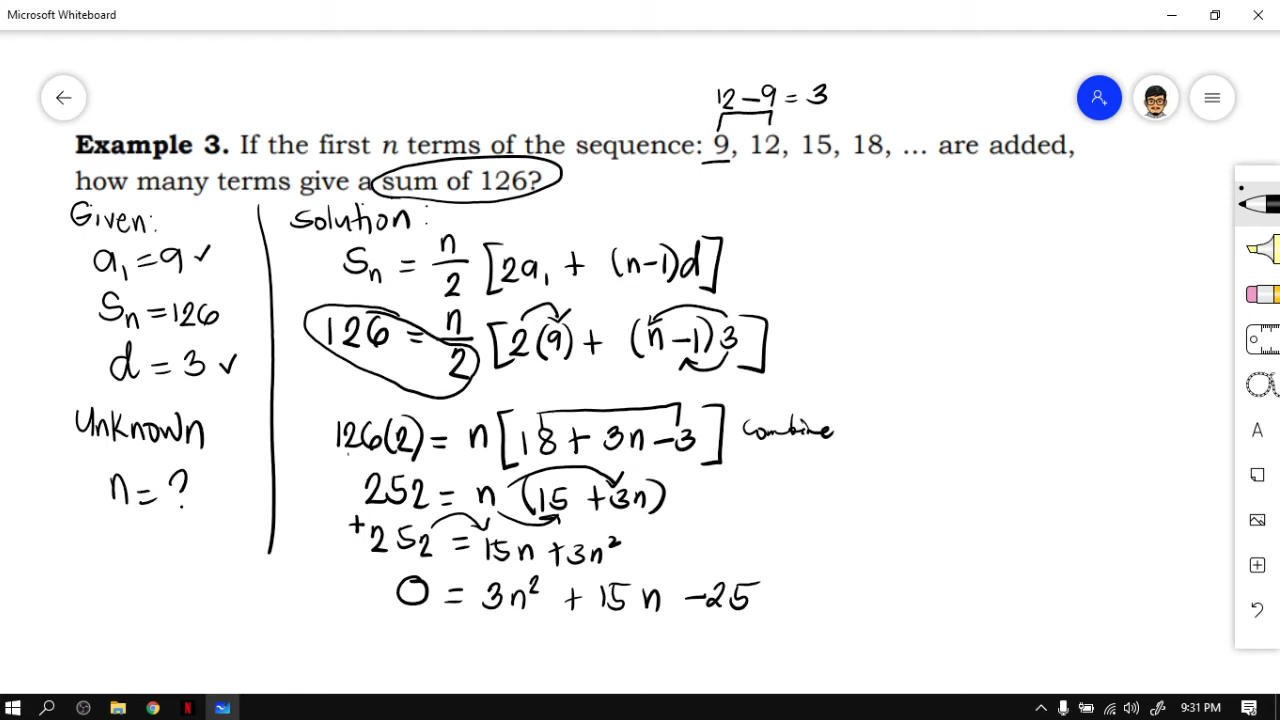 Microsoft Whiteboard
12 – 9 = 3
Example 3. If the first n terms of the sequence: 9, 12, 15, 18, ... are added,
how many terms give a sum of 126?
Given:
a₁ = 9 ✓
Sₙ = 126
d = 3 ✓
Unknown
n = ?
Solution:
Sₙ = n/2 [2a₁ + (n–1)d]
126 = n/2 [2(9) + (n–1)3]
126(2) = n[18 + 3n – 3] combine
252 = n (15 + 3n)
+252 = 15n + 3n²
0 = 3n² + 15n – 25
A
9:31 PM